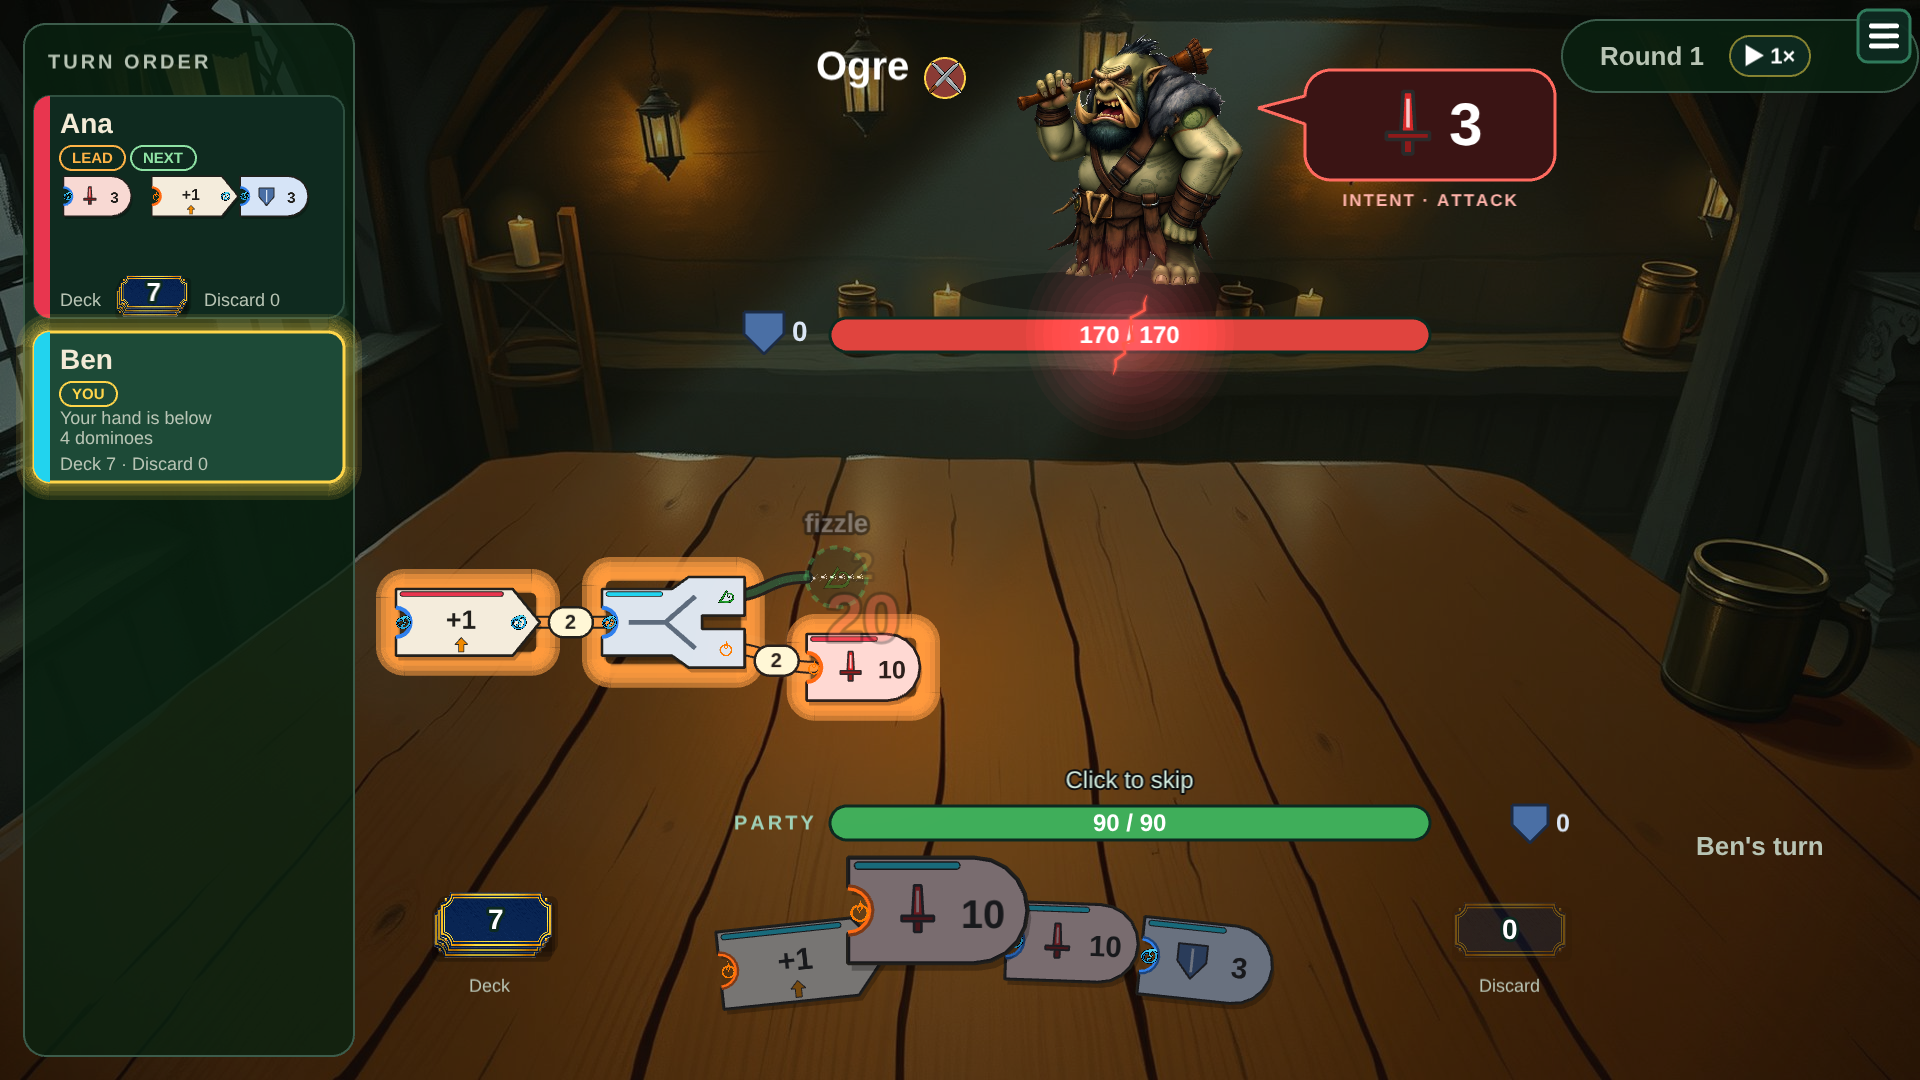 TURN ORDER
Ana
LEAD NEXT
3 +1 3
Deck 7 Discard 0
Ben
YOU
Your hand is below
4 dominoes
Deck 7 · Discard 0
Ogre
3
INTENT · ATTACK
Round 1 1×
0 170 / 170
fizzle
2
20
+1 2 2 10
Click to skip
PARTY 90 / 90 0
Ben's turn
7
Deck
+1 10 10 3
0
Discard